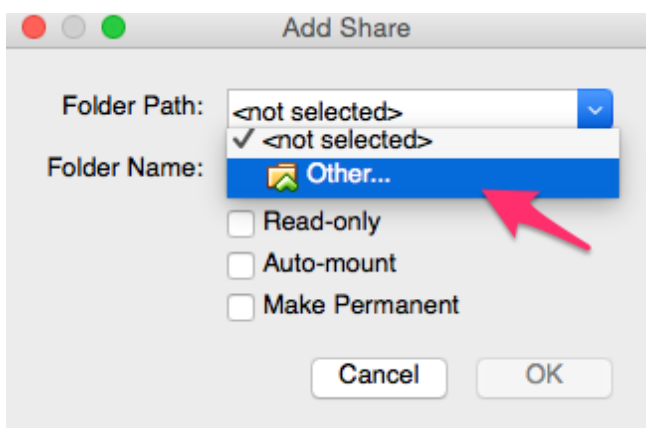 Add Share
Folder Path:
<not selected>
✓ <not selected>
Folder Name:
Other...
Read-only
Auto-mount
Make Permanent
Cancel
OK